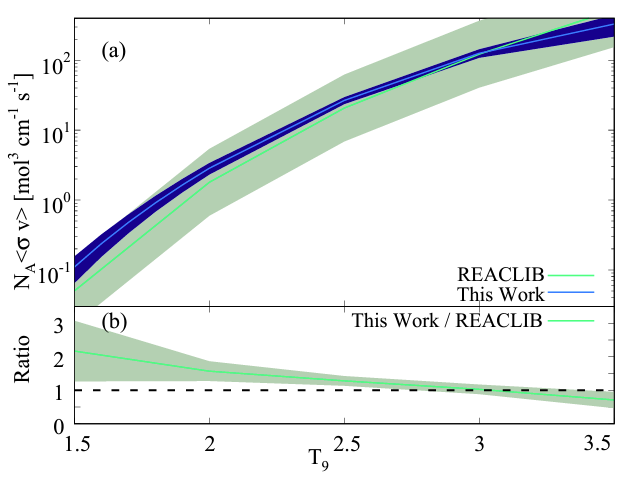 (a)
10²
10¹
10⁰
10⁻¹
N_A<σ v> [mol³ cm⁻¹ s⁻¹]
REACLIB
This Work
(b)
This Work / REACLIB
3
2
1
0
Ratio
1.5 2 2.5 3 3.5
T₉